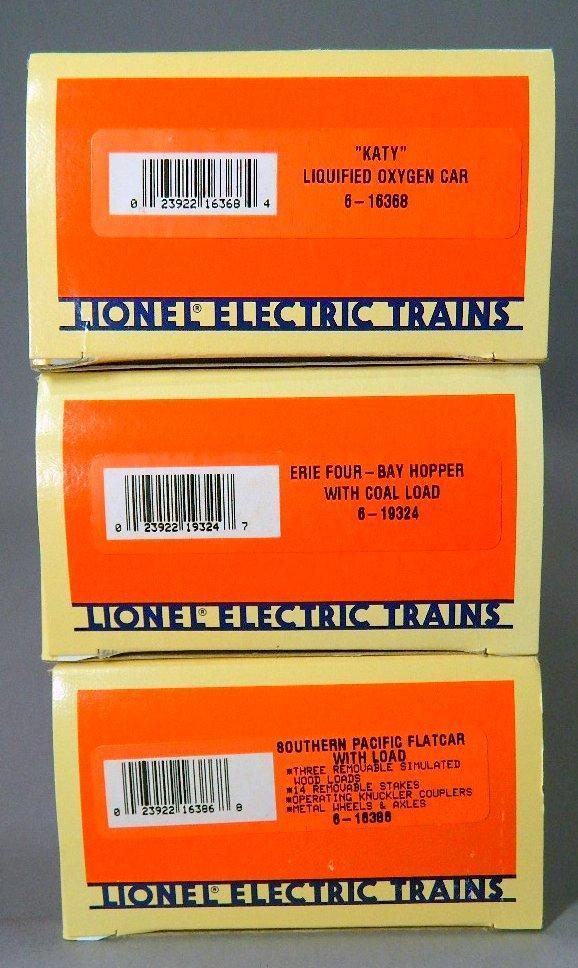 "KATY"
LIQUIFIED OXYGEN CAR
6-16368
0 23922 16368 4
LIONEL® ELECTRIC TRAINS
ERIE FOUR-BAY HOPPER
WITH COAL LOAD
6-19324
0 23922 19324 7
LIONEL® ELECTRIC TRAINS
SOUTHERN PACIFIC FLATCAR
WITH LOAD
*THREE REMOVABLE SIMULATED
WOOD LOADS
*14 REMOVABLE STAKES
*OPERATING KNUCKLER COUPLERS
*METAL WHEELS & AXLES
6-16386
0 23922 16386 8
LIONEL® ELECTRIC TRAINS